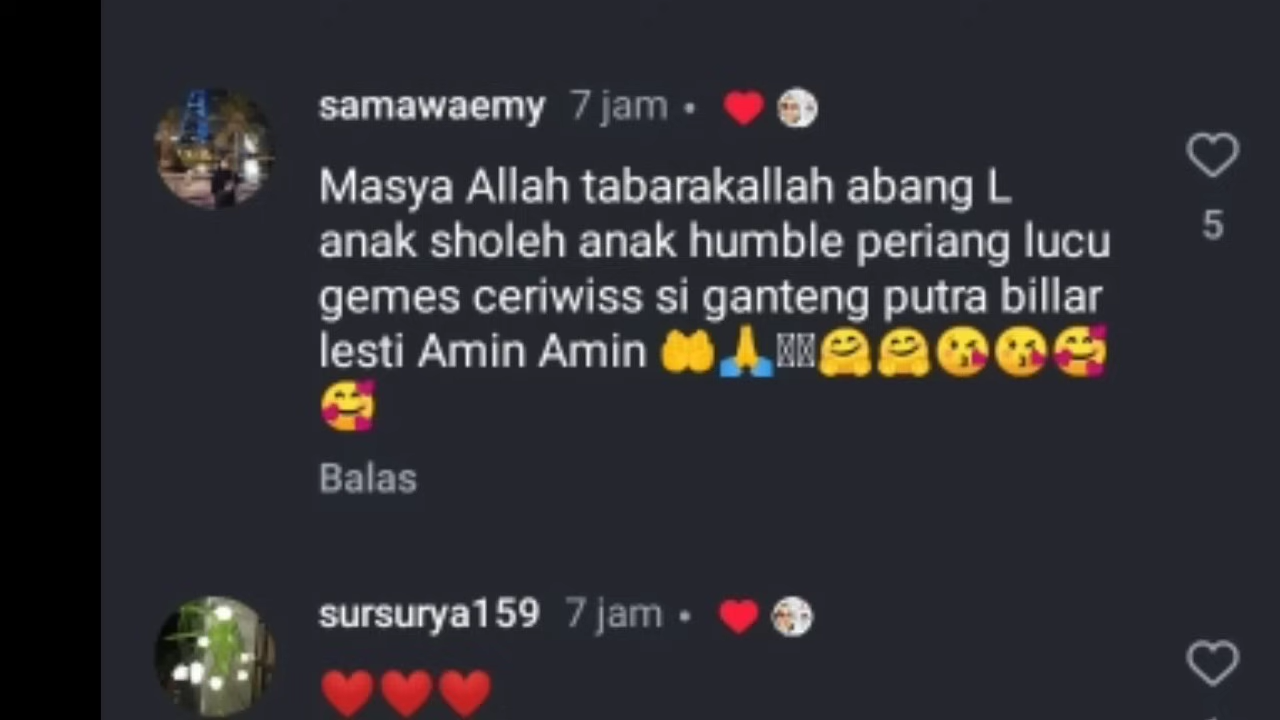 samawaemy 7 jam •
Masya Allah tabarakallah abang L
anak sholeh anak humble periang lucu
gemes ceriwiss si ganteng putra billar
lesti Amin Amin 🤲🙏🤗🤗😘😘🥰
🥰
5
Balas
sursurya159 7 jam •
❤️❤️❤️